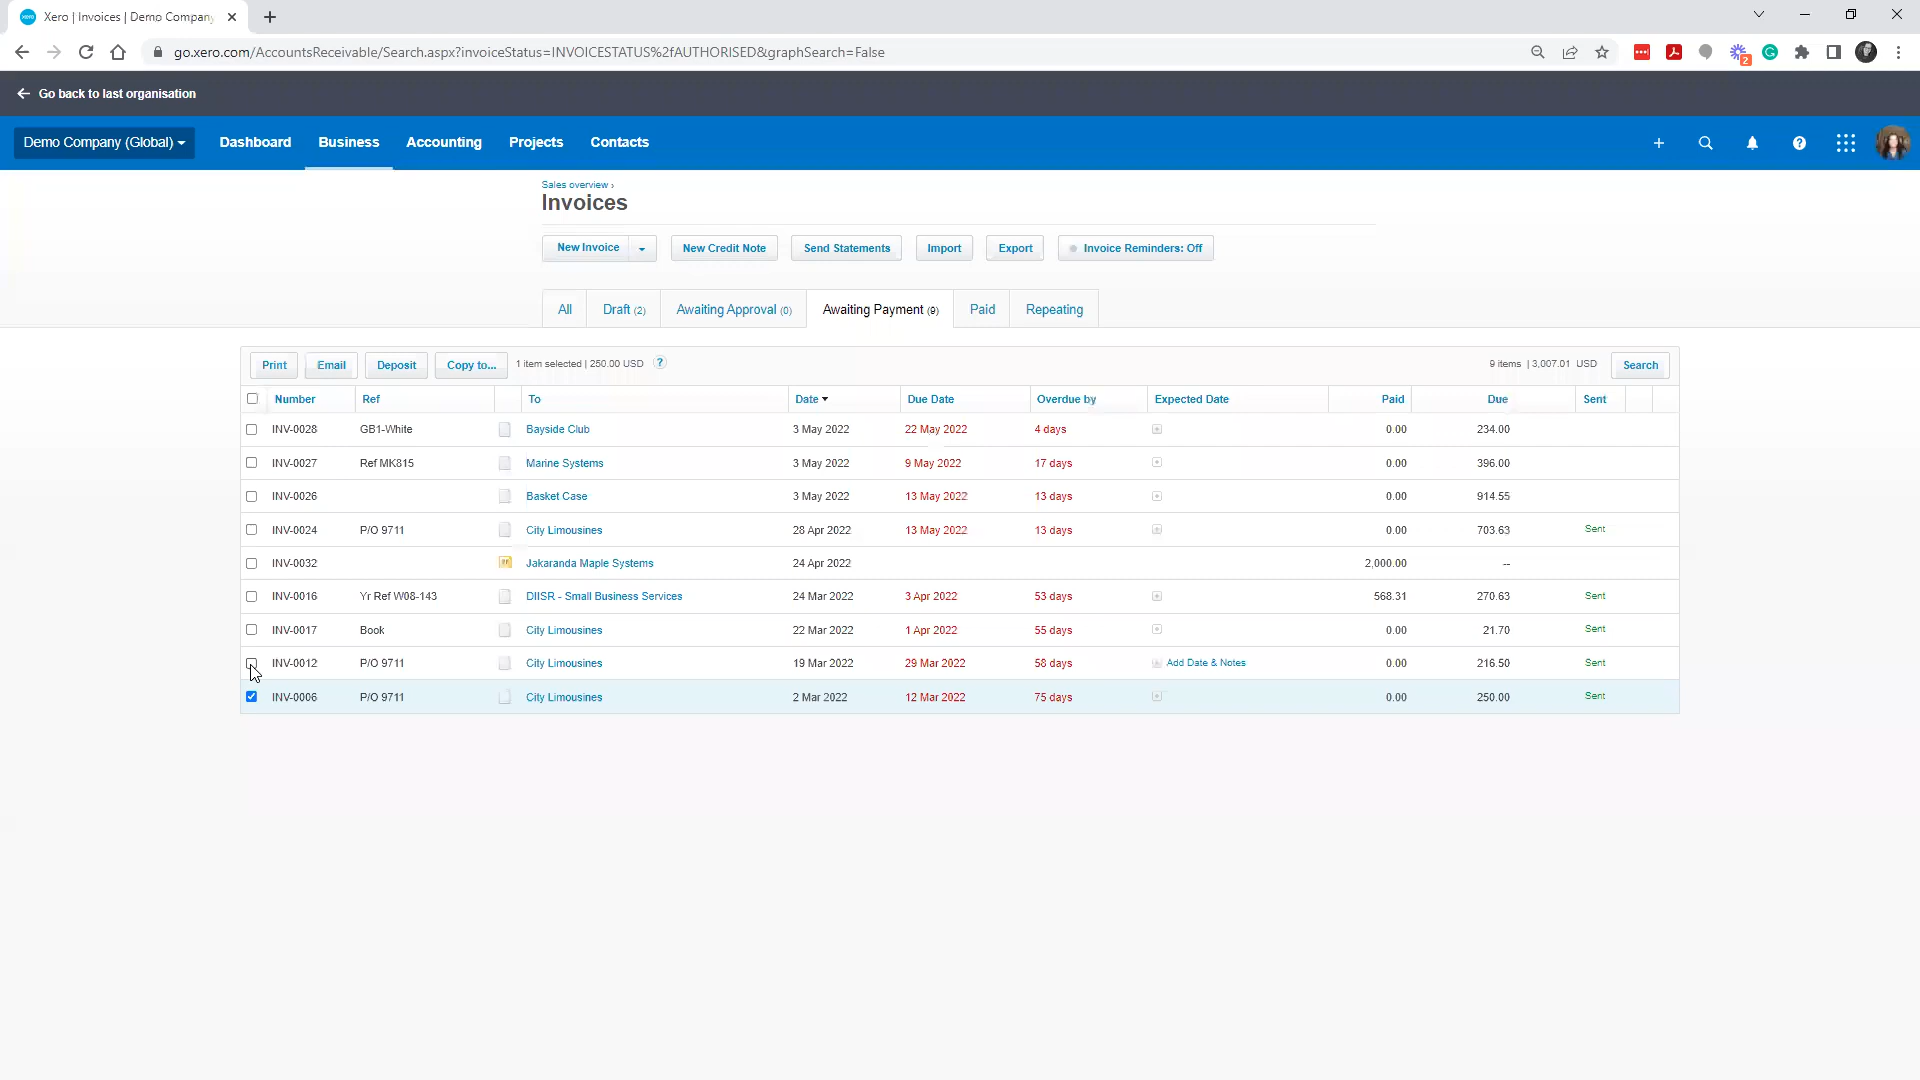 Xero | Invoices | Demo Company
go.xero.com/AccountsReceivable/Search.aspx?invoiceStatus=INVOICESTATUS%2fAUTHORISED&graphSearch=False
2
Go back to last organisation
Demo Company (Global) Dashboard Business Accounting Projects Contacts
Sales overview ›
Invoices
New Invoice New Credit Note Send Statements Import Export Invoice Reminders: Off
All Draft (2) Awaiting Approval (0) Awaiting Payment (9) Paid Repeating
Print Email Deposit Copy to... 1 item selected | 250.00 USD ? 9 items | 3,007.01 USD Search
Number Ref To Date Due Date Overdue by Expected Date Paid Due Sent
INV-0028 GB1-White Bayside Club 3 May 2022 22 May 2022 4 days 0.00 234.00
INV-0027 Ref MK815 Marine Systems 3 May 2022 9 May 2022 17 days 0.00 396.00
INV-0026 Basket Case 3 May 2022 13 May 2022 13 days 0.00 914.55
INV-0024 P/O 9711 City Limousines 28 Apr 2022 13 May 2022 13 days 0.00 703.63 Sent
INV-0032 Jakaranda Maple Systems 24 Apr 2022 2,000.00 --
INV-0016 Yr Ref W08-143 DIISR - Small Business Services 24 Mar 2022 3 Apr 2022 53 days 568.31 270.63 Sent
INV-0017 Book City Limousines 22 Mar 2022 1 Apr 2022 55 days 0.00 21.70 Sent
INV-0012 P/O 9711 City Limousines 19 Mar 2022 29 Mar 2022 58 days Add Date & Notes 0.00 216.50 Sent
INV-0006 P/O 9711 City Limousines 2 Mar 2022 12 Mar 2022 75 days 0.00 250.00 Sent